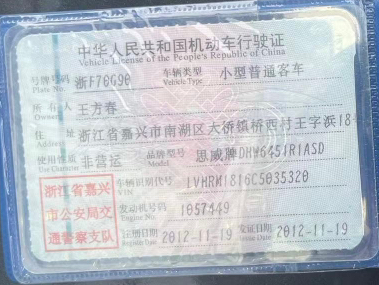 中华人民共和国机动车行驶证
Vehicle License of the People's Republic of China
号牌号码 浙FF76G90 车辆类型 小型普通客车
Plate No. Vehicle Type
所有人 王方春
Owner
住址 浙江省嘉兴市南湖区大桥镇桥西村王字浜18
Address
使用性质 非营运 品牌型号 思威牌DHW6451R1ASD
Use Character Model
浙江省嘉兴 车辆识别代号 LVHRM1816C5035320
VIN
市公安局交 发动机号码 1057449
Engine No.
通警察支队 注册日期 2012-11-19 发证日期 2012-11-19
Register Date Issue Date